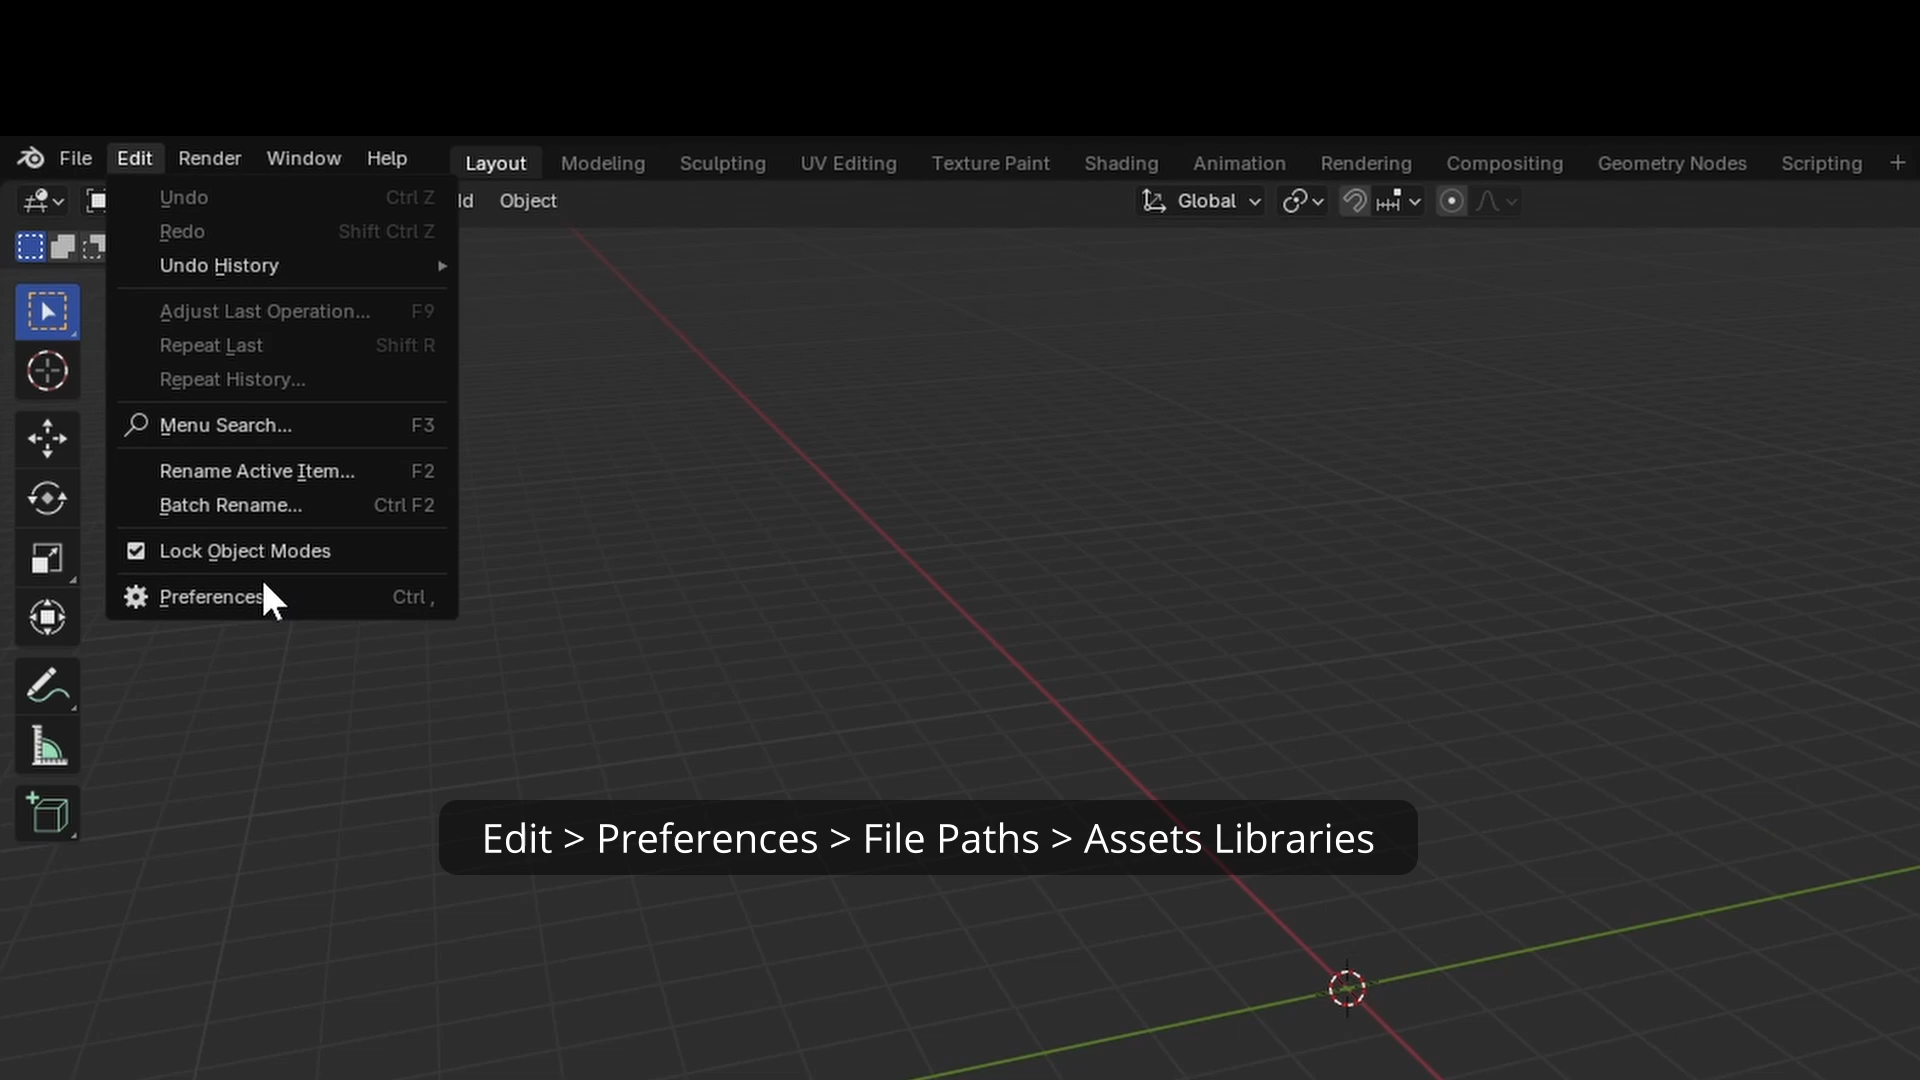 File Edit Render Window Help Layout Modeling Sculpting UV Editing Texture Paint Shading Animation Rendering Compositing Geometry Nodes Scripting +
ld Object Global
Undo Ctrl Z
Redo Shift Ctrl Z
Undo History
Adjust Last Operation... F9
Repeat Last Shift R
Repeat History...
Menu Search... F3
Rename Active Item... F2
Batch Rename... Ctrl F2
Lock Object Modes
Preferences Ctrl ,
Edit > Preferences > File Paths > Assets Libraries